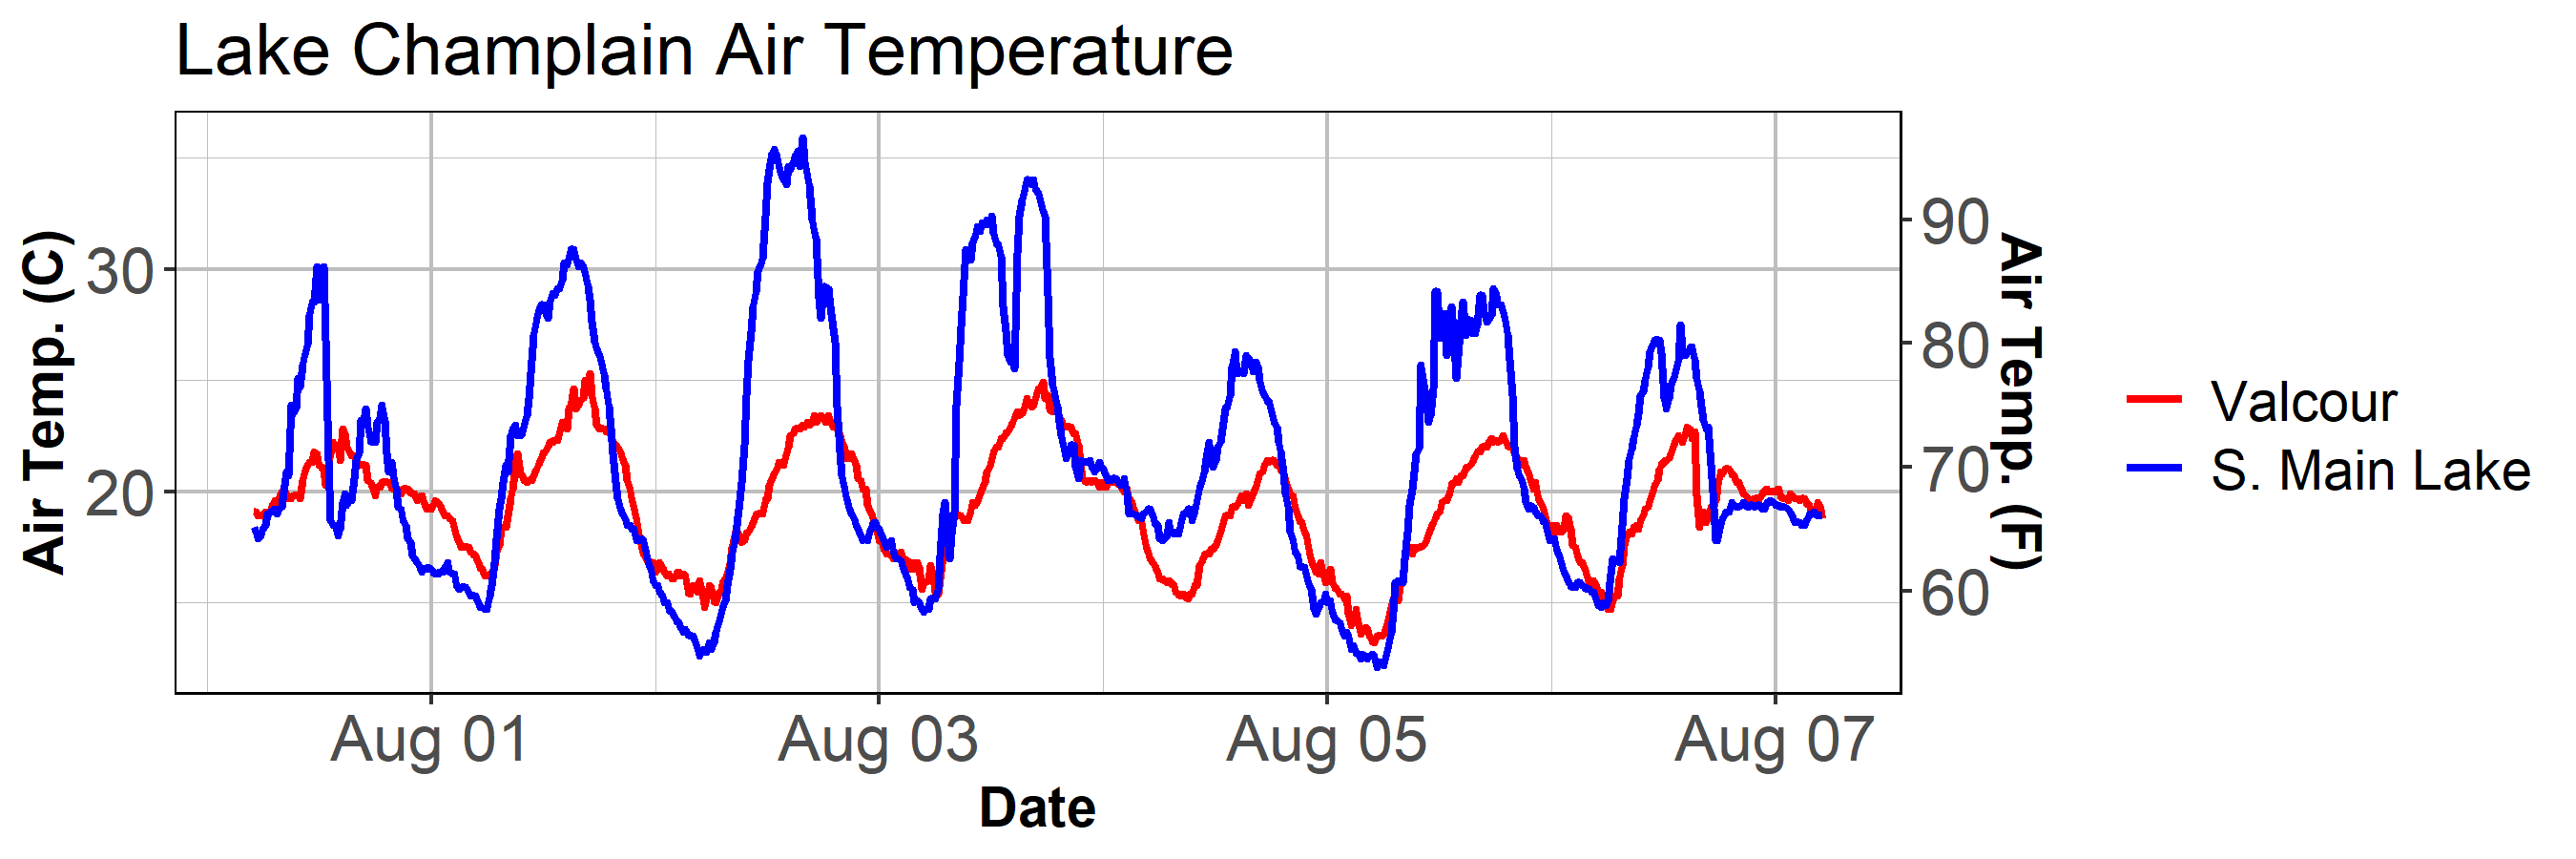 Lake Champlain Air Temperature
Air Temp. (C)
30
20
90
80
70
60
Air Temp. (F)
Aug 01
Aug 03
Aug 05
Aug 07
Date
Valcour
S. Main Lake